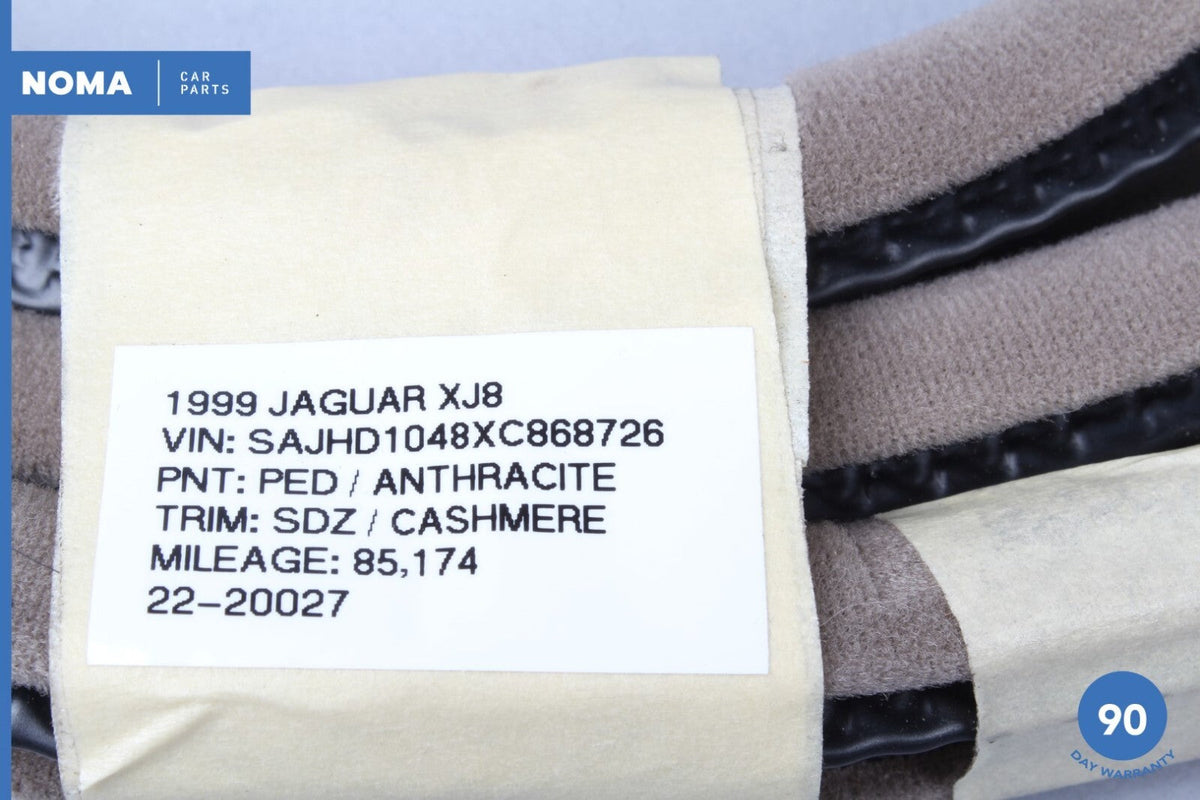 NOMA
CAR
PARTS
1999 JAGUAR XJ8
VIN: SAJHD1048XC868726
PNT: PED / ANTHRACITE
TRIM: SDZ / CASHMERE
MILEAGE: 85,174
22-20027
90
DAY WARRANTY